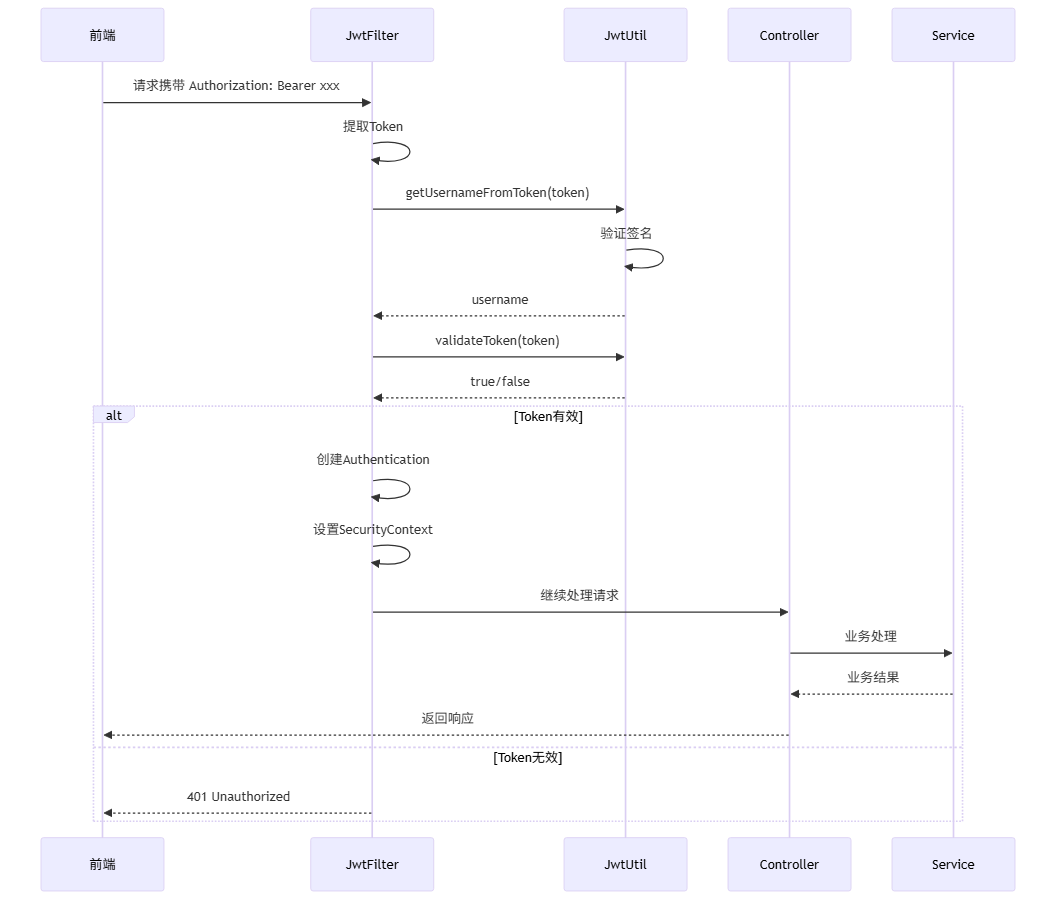 前端
JwtFilter
JwtUtil
Controller
Service
请求携带 Authorization: Bearer xxx
提取Token
getUsernameFromToken(token)
验证签名
username
validateToken(token)
true/false
alt
[Token有效]
创建Authentication
设置SecurityContext
继续处理请求
业务处理
业务结果
返回响应
[Token无效]
401 Unauthorized
前端
JwtFilter
JwtUtil
Controller
Service